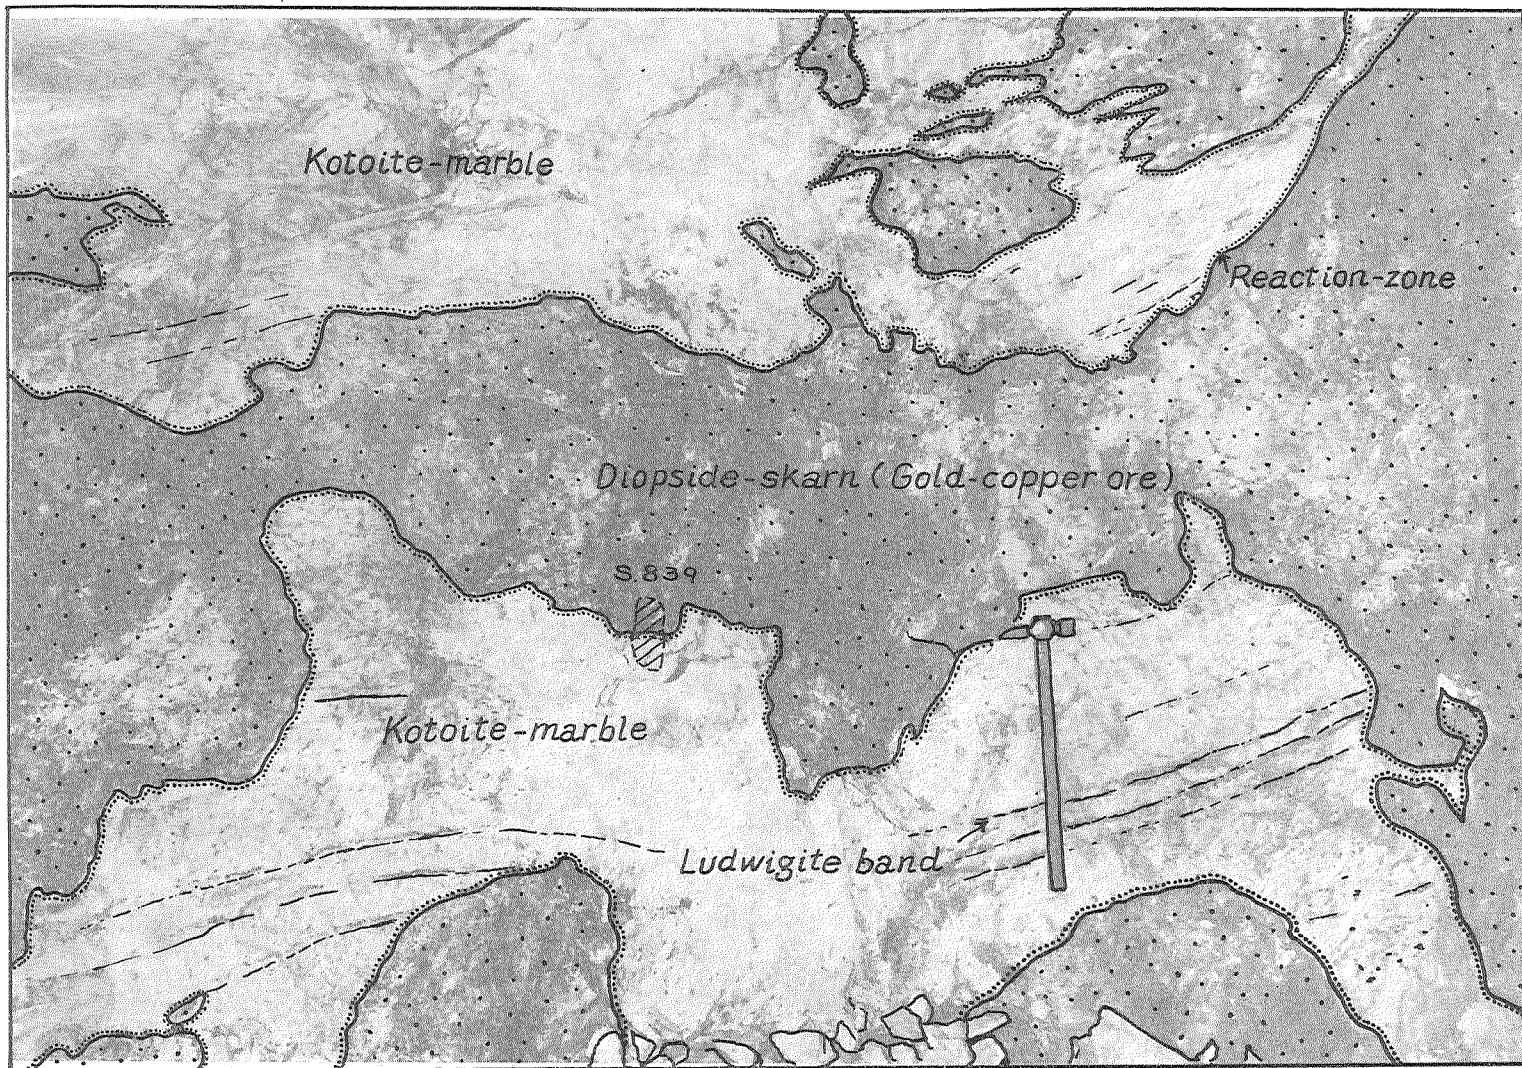 Kotoite-marble
Reaction-zone
Diopside-skarn (Gold-copper ore)
S.839
Kotoite-marble
Ludwigite band